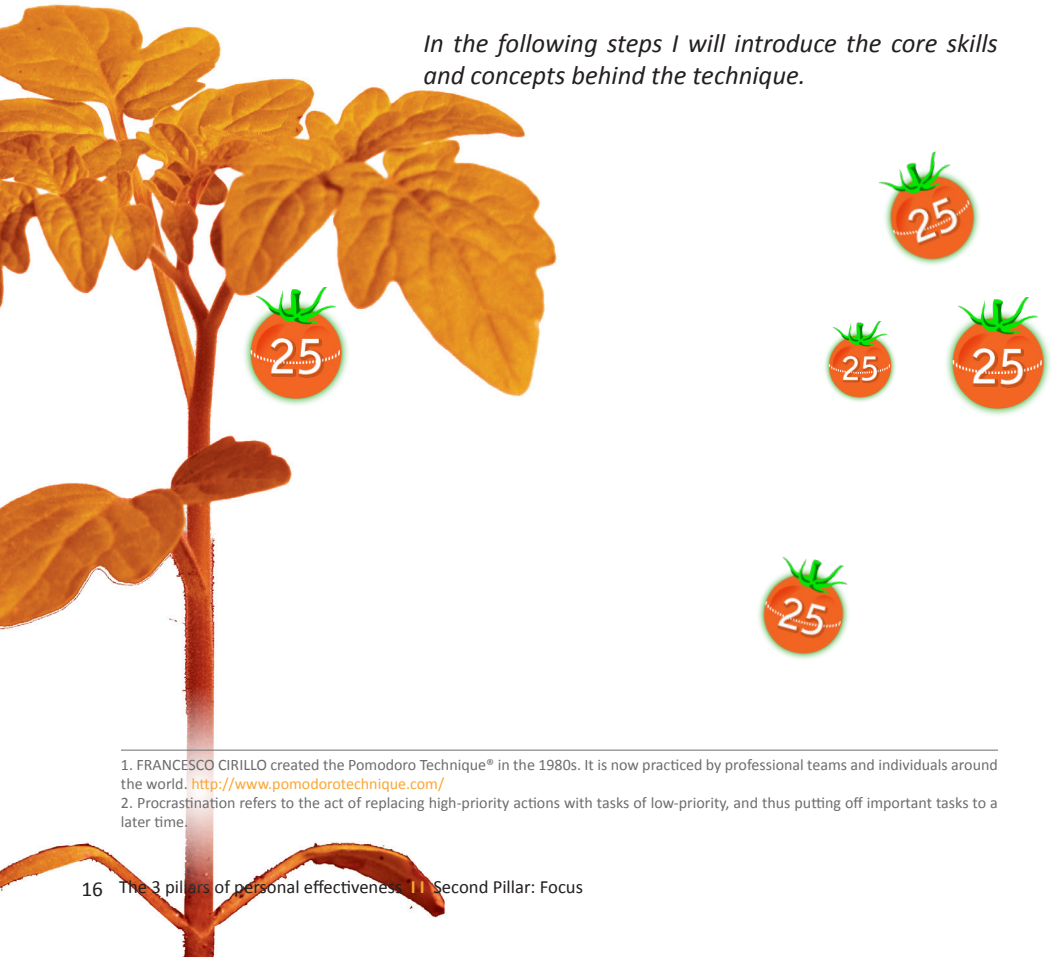 In the following steps I will introduce the core skills
and concepts behind the technique.
25
25
25
25
25
1. FRANCESCO CIRILLO created the Pomodoro Technique® in the 1980s. It is now practiced by professional teams and individuals around
the world. http://www.pomodorotechnique.com/
2. Procrastination refers to the act of replacing high-priority actions with tasks of low-priority, and thus putting off important tasks to a
later time.
16 The 3 pillars of personal effectiveness II Second Pillar: Focus